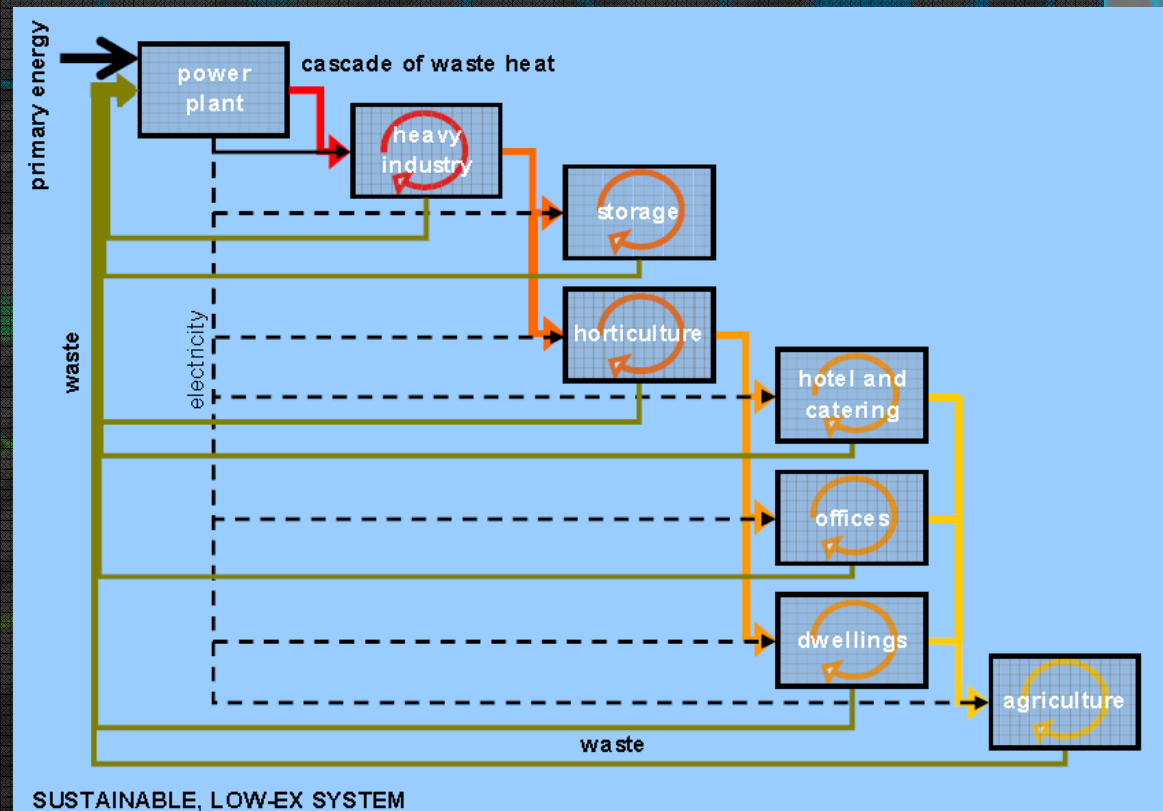 primary energy
power
plant
cascade of waste heat
heavy
industry
storage
electricity
waste
horticulture
hotel and
catering
offices
dwellings
agriculture
waste
SUSTAINABLE, LOW-EX SYSTEM